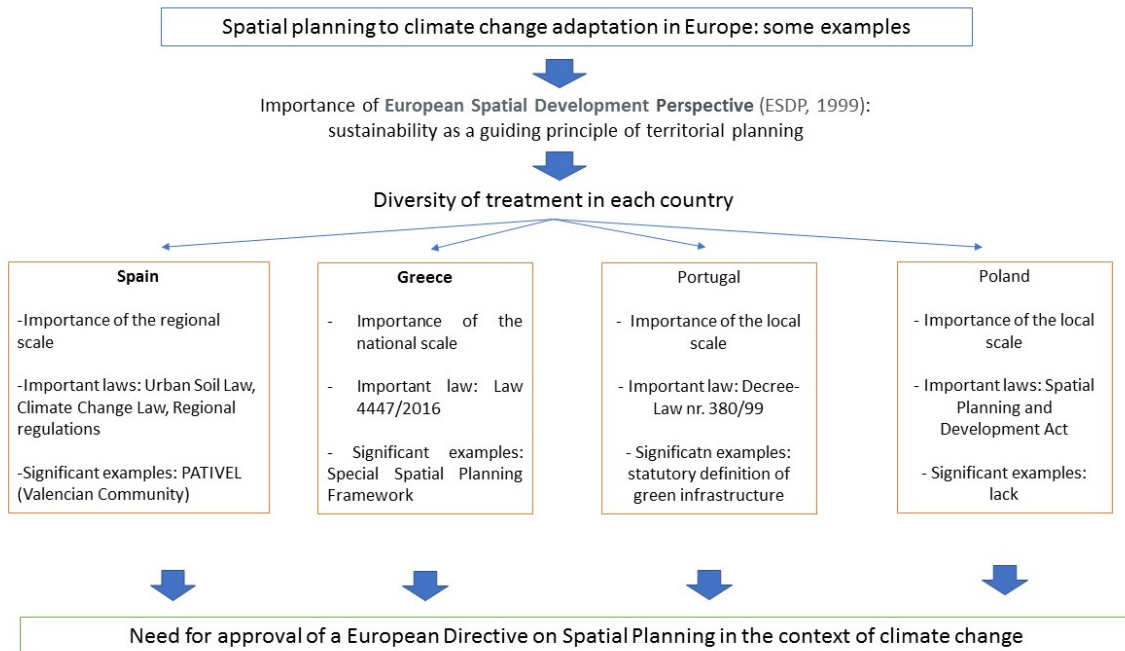 Spatial planning to climate change adaptation in Europe: some examples
Importance of European Spatial Development Perspective (ESDP, 1999):
sustainability as a guiding principle of territorial planning
Diversity of treatment in each country
Spain
-Importance of the regional
scale
-Important laws: Urban Soil Law,
Climate Change Law, Regional
regulations
-Significant examples: PATIVEL
(Valencian Community)
Greece
- Importance of the
national scale
- Important law: Law
4447/2016
- Significant examples:
Special Spatial Planning
Framework
Portugal
- Importance of the local
scale
- Important law: Decree-
Law nr. 380/99
- Significatn examples:
statutory definition of
green infrastructure
Poland
- Importance of the local
scale
- Important laws: Spatial
Planning and
Development Act
- Significant examples:
lack
Need for approval of a European Directive on Spatial Planning in the context of climate change